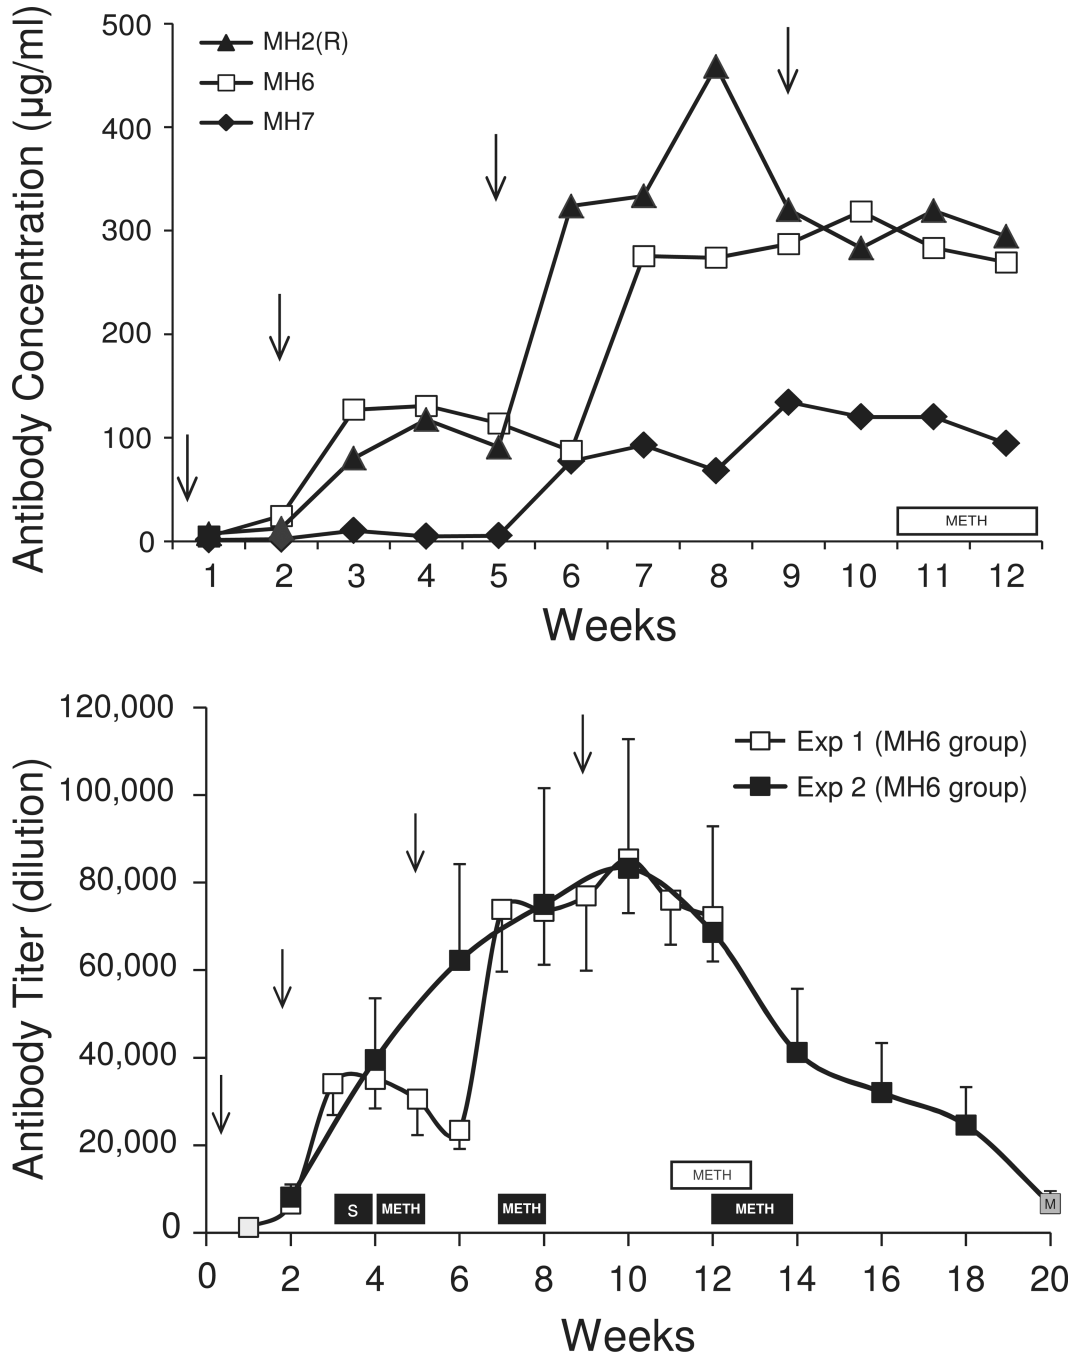 Antibody Concentration (µg/ml)
500
400
300
200
100
0
MH2(R)
MH6
MH7
METH
1 2 3 4 5 6 7 8 9 10 11 12
Weeks
Antibody Titer (dilution)
120,000
100,000
80,000
60,000
40,000
20,000
0
Exp 1 (MH6 group)
Exp 2 (MH6 group)
METH
S METH METH METH
M
0 2 4 6 8 10 12 14 16 18 20
Weeks